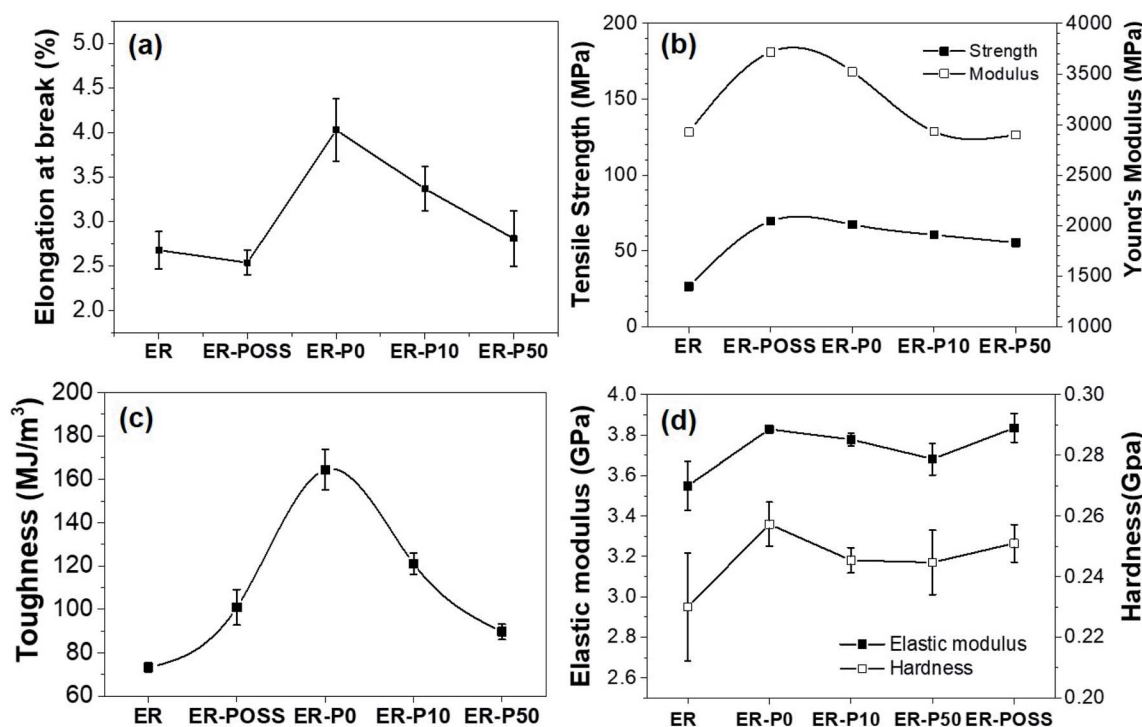 (a)
Elongation at break (%)
5.0
4.5
4.0
3.5
3.0
2.5
2.0
ER
ER-POSS
ER-P0
ER-P10
ER-P50
(b)
Tensile Strength (MPa)
200
150
100
50
0
Strength
Modulus
Young's Modulus (MPa)
4000
3500
3000
2500
2000
1500
1000
ER
ER-POSS
ER-P0
ER-P10
ER-P50
(c)
Toughness (MJ/m³)
200
180
160
140
120
100
80
60
ER
ER-POSS
ER-P0
ER-P10
ER-P50
(d)
Elastic modulus (GPa)
4.0
3.8
3.6
3.4
3.2
3.0
2.8
2.6
Elastic modulus
Hardness
Hardness(Gpa)
0.30
0.28
0.26
0.24
0.22
0.20
ER
ER-P0
ER-P10
ER-P50
ER-POSS